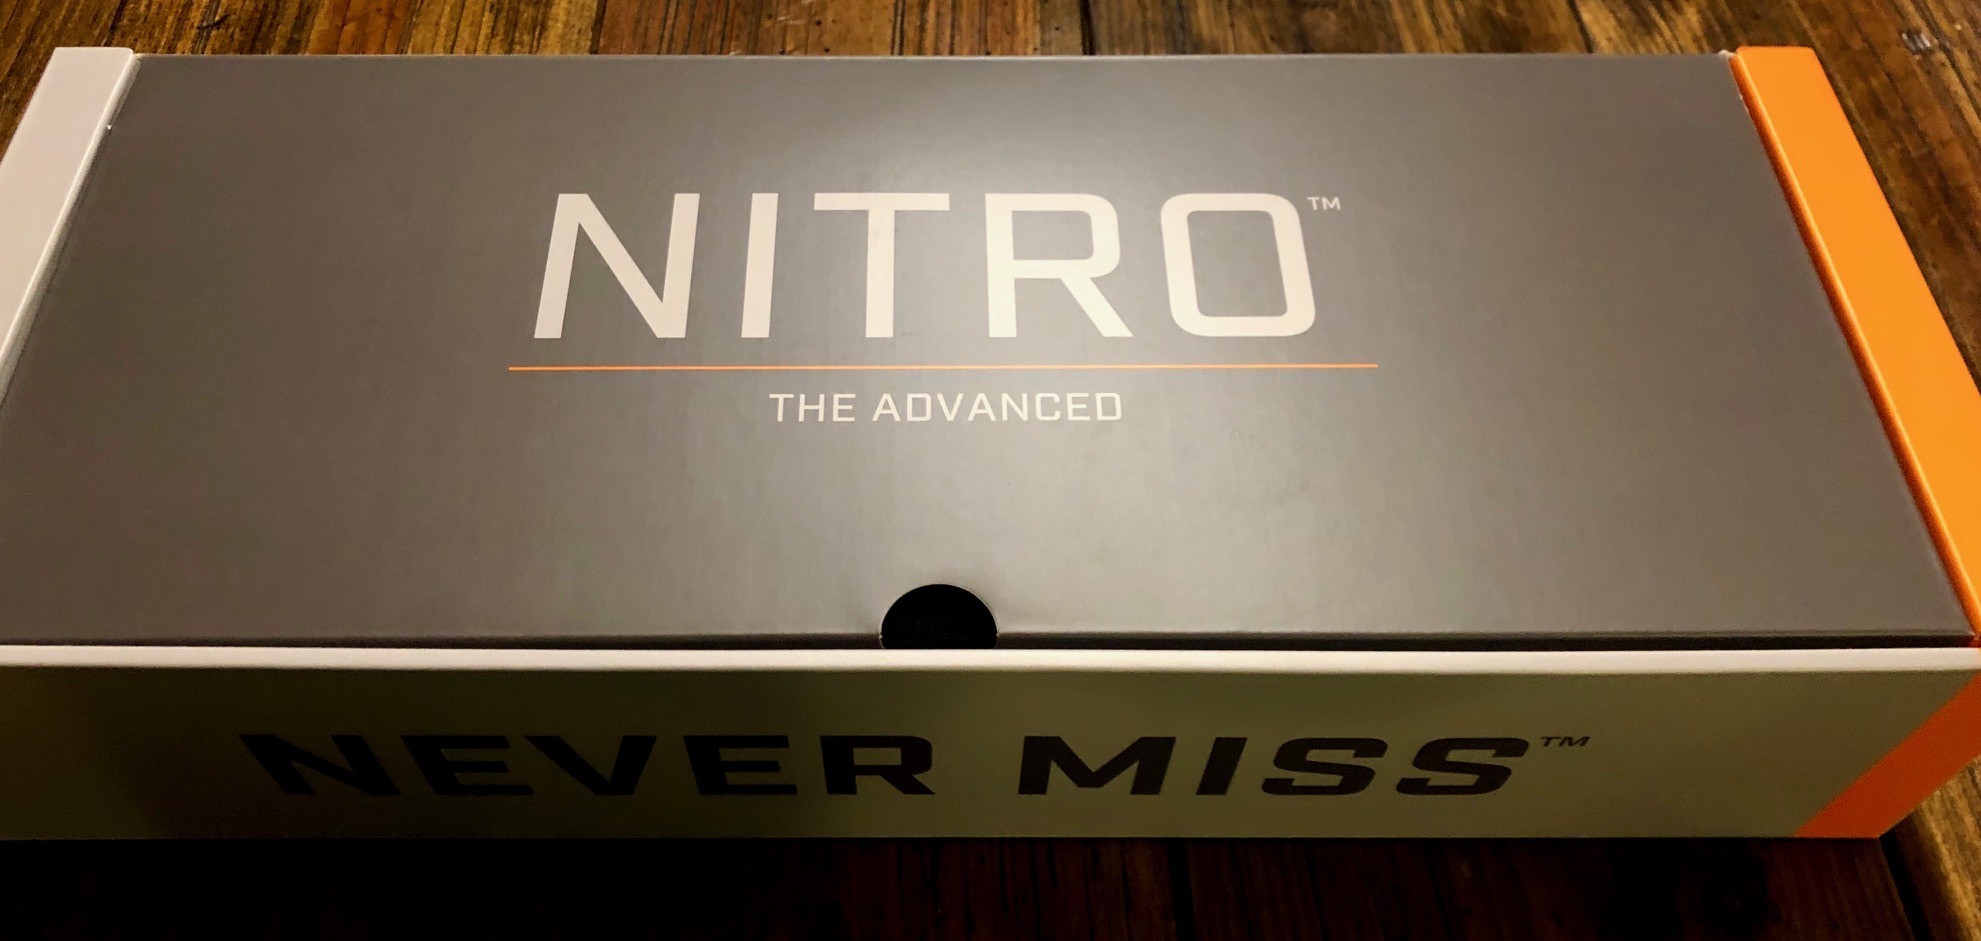 NITRO™
THE ADVANCED
NEVER MISS™